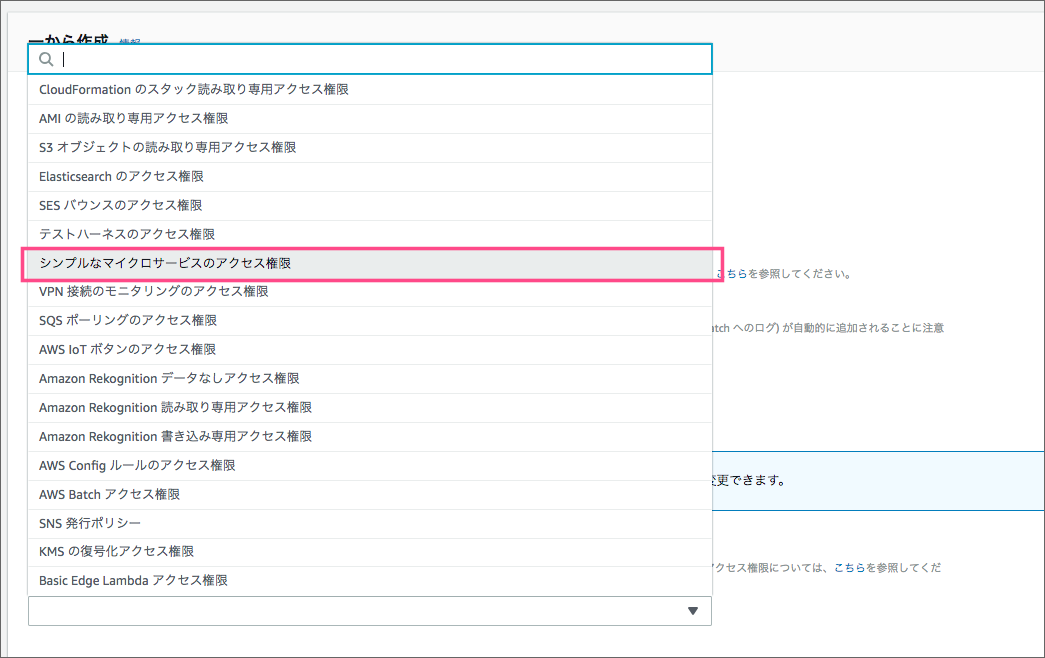 一から作成 情報
CloudFormation のスタック読み取り専用アクセス権限
AMI の読み取り専用アクセス権限
S3 オブジェクトの読み取り専用アクセス権限
Elasticsearch のアクセス権限
SES バウンスのアクセス権限
テストハーネスのアクセス権限
シンプルなマイクロサービスのアクセス権限
こちらを参照してください。
VPN 接続のモニタリングのアクセス権限
SQS ポーリングのアクセス権限
atch へのログ) が自動的に追加されることに注意
AWS IoT ボタンのアクセス権限
Amazon Rekognition データなしアクセス権限
Amazon Rekognition 読み取り専用アクセス権限
Amazon Rekognition 書き込み専用アクセス権限
AWS Config ルールのアクセス権限
変更できます。
AWS Batch アクセス権限
SNS 発行ポリシー
KMS の復号化アクセス権限
アクセス権限については、こちらを参照してくだ
Basic Edge Lambda アクセス権限